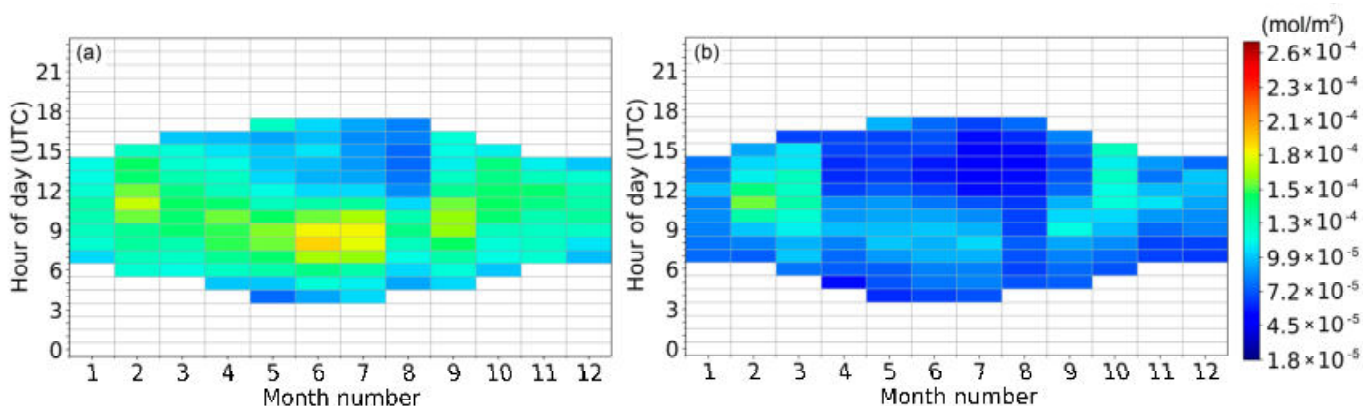 (mol/m²)
(a)
Hour of day (UTC)
21
18
15
12
9
6
3
0
1 2 3 4 5 6 7 8 9 10 11 12
Month number
(b)
Hour of day (UTC)
21
18
15
12
9
6
3
0
1 2 3 4 5 6 7 8 9 10 11 12
Month number
2.6×10⁻⁴
2.4×10⁻⁴
2.1×10⁻⁴
1.8×10⁻⁴
1.5×10⁻⁴
1.3×10⁻⁴
9.9×10⁻⁵
7.2×10⁻⁵
4.5×10⁻⁵
1.8×10⁻⁵